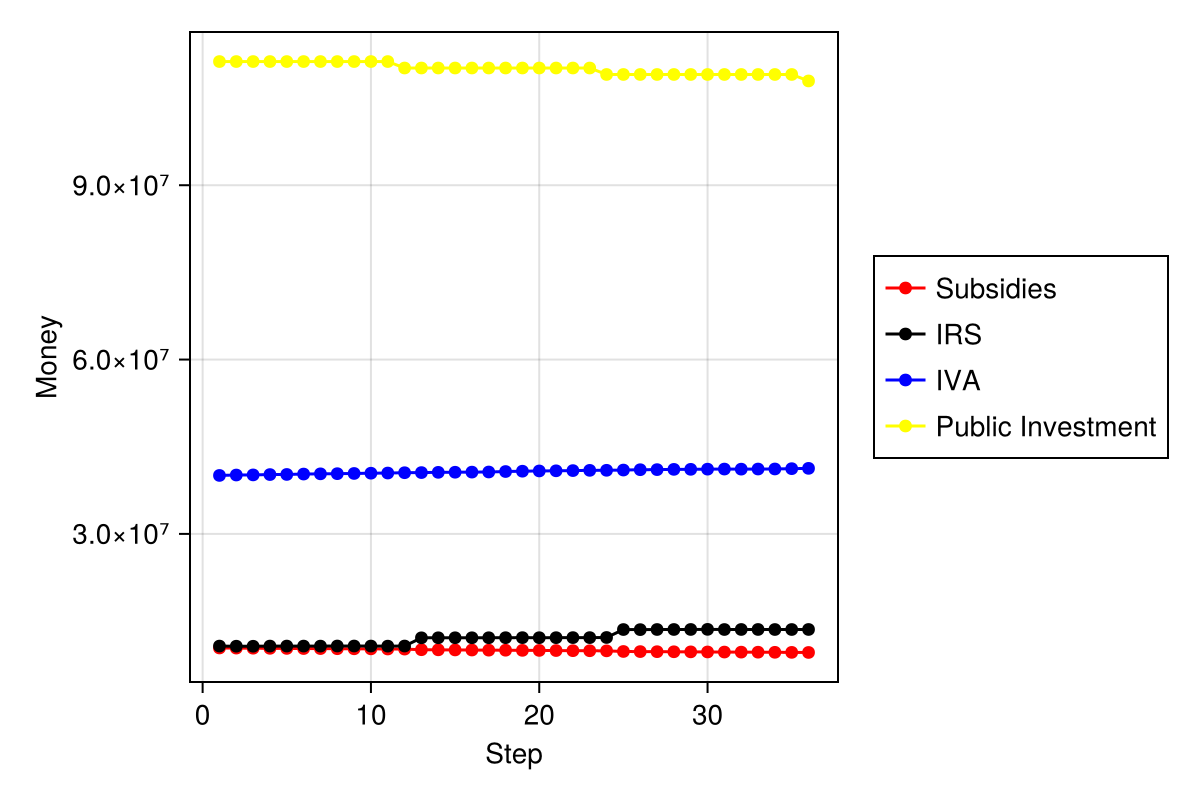 9.0×10⁷
6.0×10⁷
3.0×10⁷
Money
0 10 20 30
Step
Subsidies
IRS
IVA
Public Investment